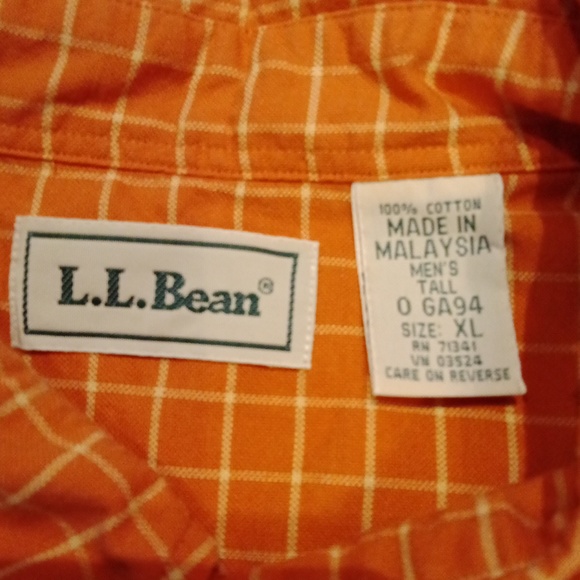 L.L.Bean®
100% COTTON
MADE IN
MALAYSIA
MEN'S
TALL
0 GA94
SIZE: XL
RN 71341
VN 03524
CARE ON REVERSE